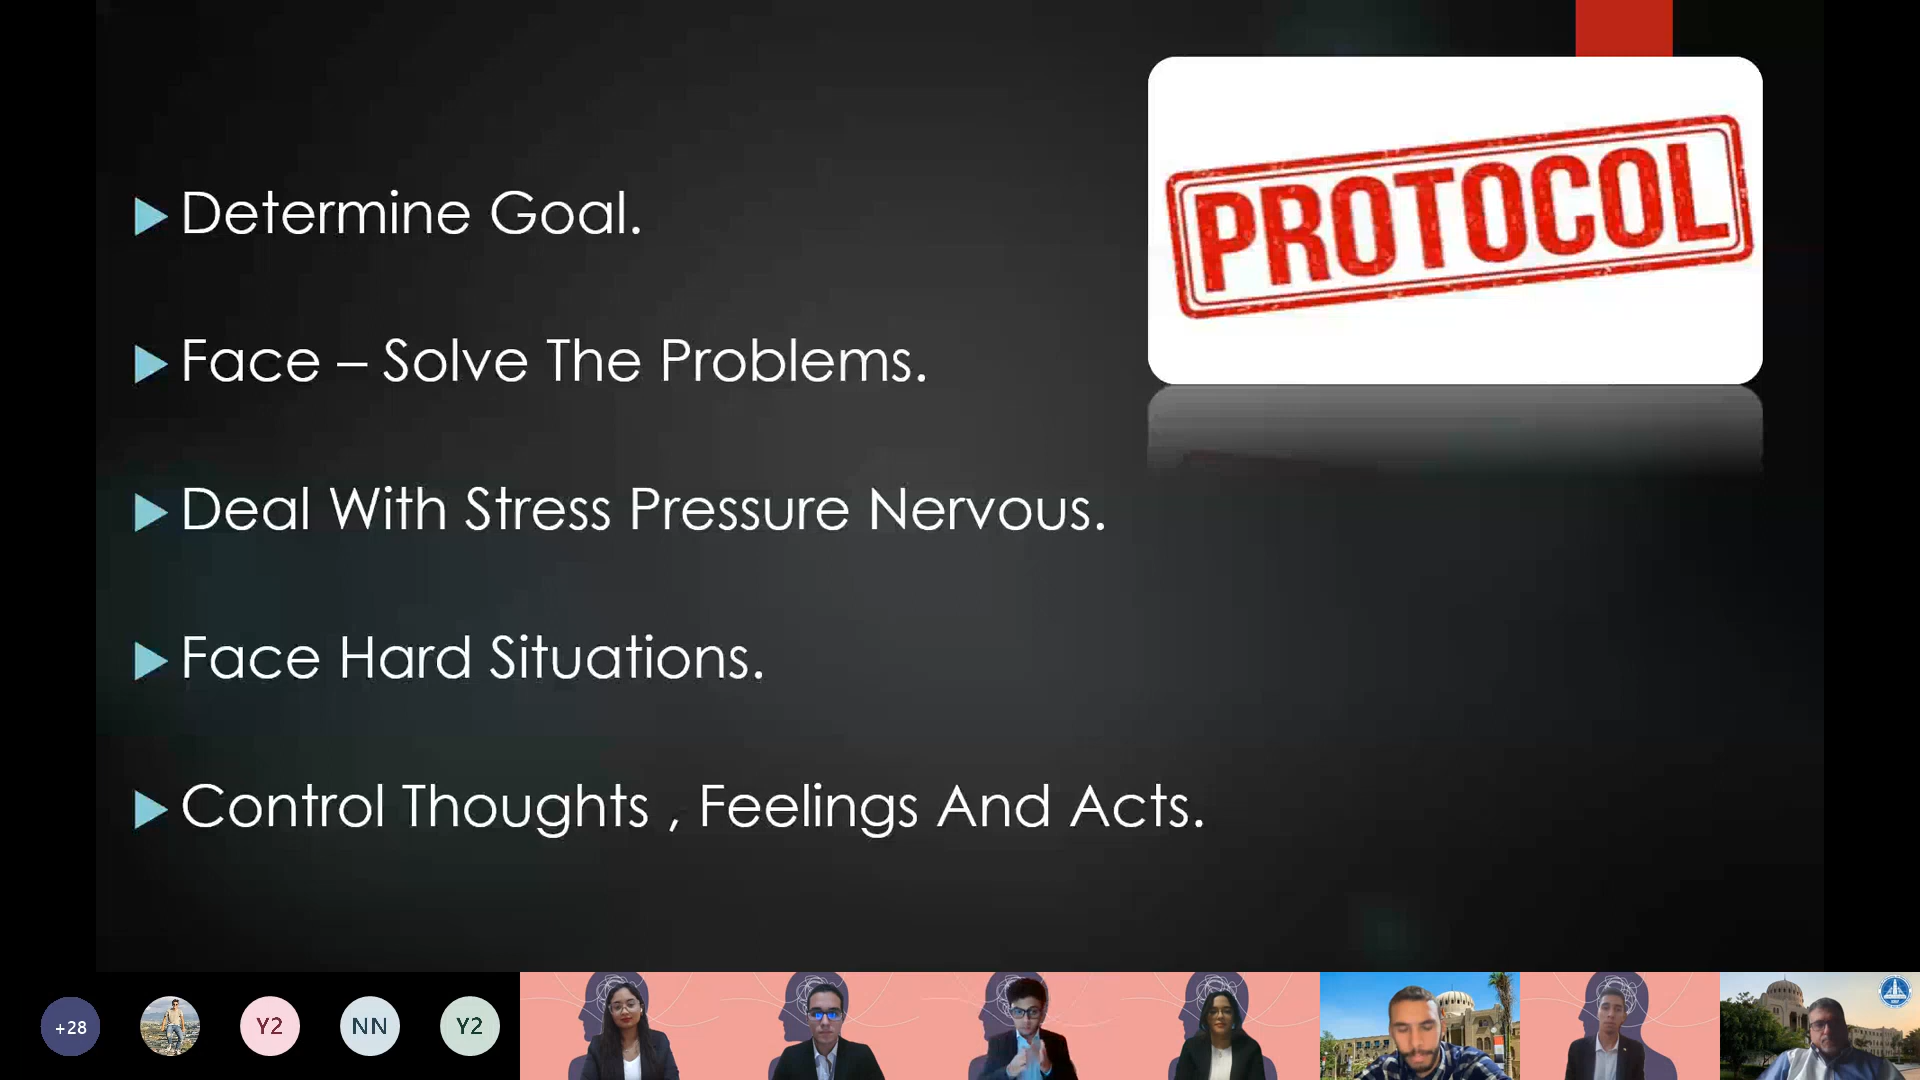 PROTOCOL
Determine Goal.
Face – Solve The Problems.
Deal With Stress Pressure Nervous.
Face Hard Situations.
Control Thoughts , Feelings And Acts.
+28
Y2
NN
Y2